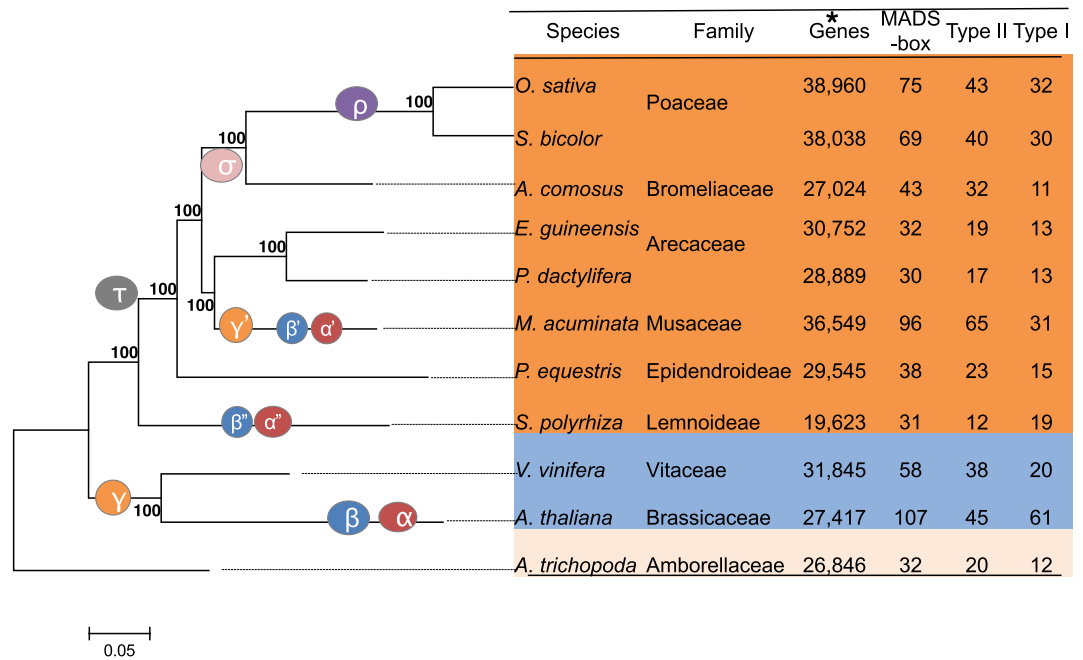 Species Family * Genes MADS-box Type II Type I
O. sativa Poaceae 38,960 75 43 32
S. bicolor 38,038 69 40 30
A. comosus Bromeliaceae 27,024 43 32 11
E. guineensis Arecaceae 30,752 32 19 13
P. dactylifera 28,889 30 17 13
M. acuminata Musaceae 36,549 96 65 31
P. equestris Epidendroideae 29,545 38 23 15
S. polyrhiza Lemnoideae 19,623 31 12 19
V. vinifera Vitaceae 31,845 58 38 20
A. thaliana Brassicaceae 27,417 107 45 61
A. trichopoda Amborellaceae 26,846 32 20 12
ρ
100
100
σ
100
100
τ
100
100
γ’ β’ α’
100
β” α”
γ
100
β α
0.05